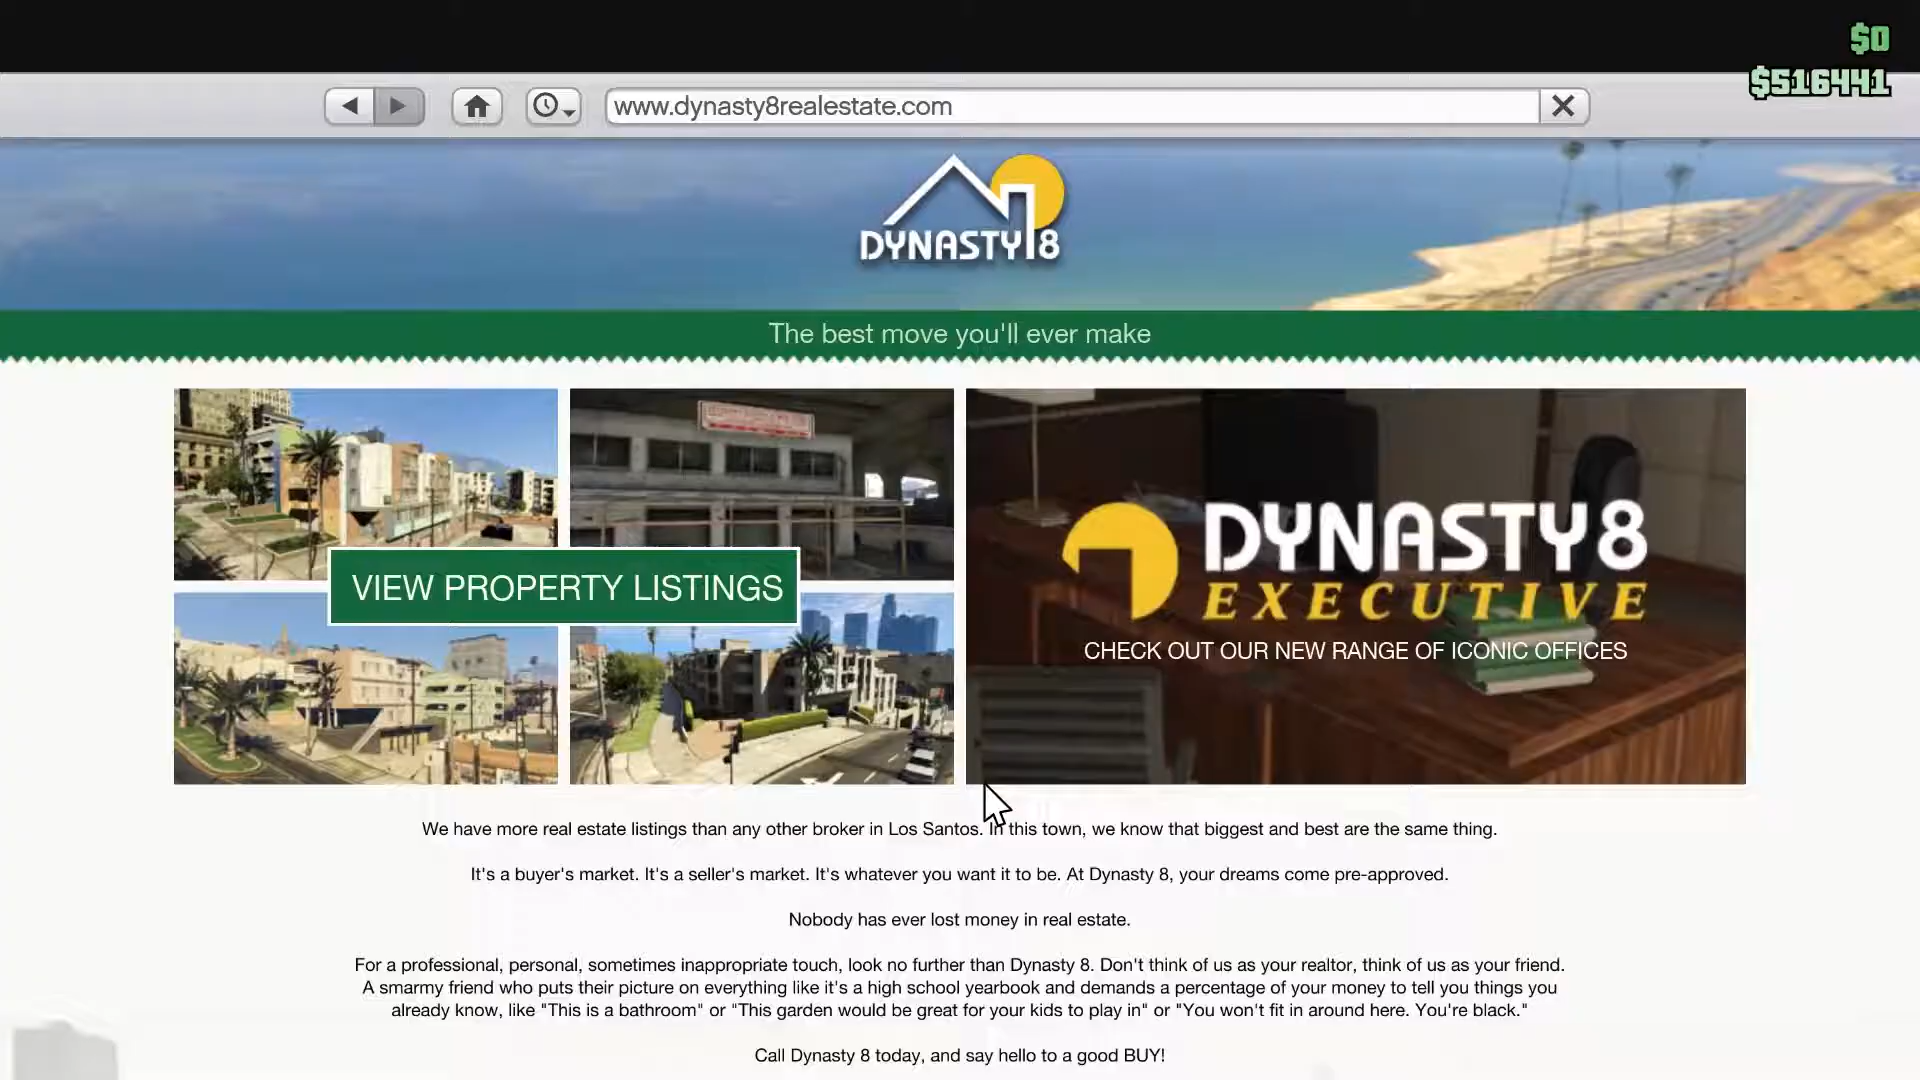 $0
$516441
www.dynasty8realestate.com
DYNASTY 8
The best move you'll ever make
VIEW PROPERTY LISTINGS
DYNASTY8
EXECUTIVE
CHECK OUT OUR NEW RANGE OF ICONIC OFFICES
We have more real estate listings than any other broker in Los Santos. In this town, we know that biggest and best are the same thing.
It's a buyer's market. It's a seller's market. It's whatever you want it to be. At Dynasty 8, your dreams come pre-approved.
Nobody has ever lost money in real estate.
For a professional, personal, sometimes inappropriate touch, look no further than Dynasty 8. Don't think of us as your realtor, think of us as your friend.
A smarmy friend who puts their picture on everything like it's a high school yearbook and demands a percentage of your money to tell you things you
already know, like "This is a bathroom" or "This garden would be great for your kids to play in" or "You won't fit in around here. You're black."
Call Dynasty 8 today, and say hello to a good BUY!